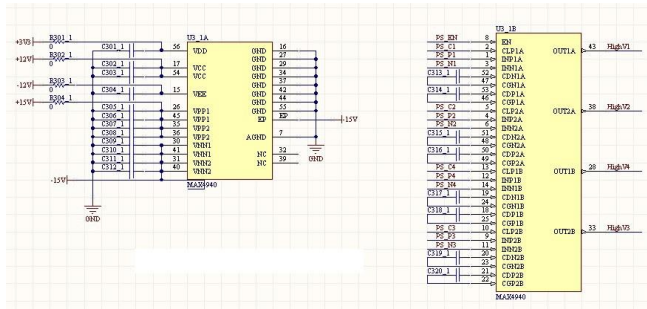 U3_1A
+3V3 R301_1 0 C301_1 56 VDD GND 16
GND 27
+12V R302_1 0 C302_1 17 VCC GND 29
C303_1 54 VCC GND 34
GND 37
-12V R303_1 0 C304_1 15 VEE GND 42
GND 44
+15V R304_1 0 C305_1 26 VPP1 GND 55
C306_1 45 VPP1 EP EP -15V
C307_1 35 VPP2
C308_1 36 VPP2 AGND 7
C309_1 30 VNN1
C310_1 41 VNN1 NC 32
C311_1 31 VNN2 NC 39
C312_1 40 VNN2
-15V
MAX4940
GND
GND
U3_1B
PS_EN 8 EN
PS_C1 2 CLP1A OUT1A 43 HighV1
PS_P1 1 INP1A
PS_N1 3 INN1A
C313_1 52 CDN1A
47 CGN1A
C314_1 53 CDP1A
46 CGP1A
PS_C2 5 CLP2A OUT2A 38 HighV2
PS_P2 4 INP2A
PS_N2 6 INN2A
C315_1 51 CDN2A
48 CGN2A
C316_1 50 CDP2A
49 CGP2A
PS_C4 13 CLP1B OUT1B 28 HighV4
PS_P4 12 INP1B
PS_N4 14 INN1B
C317_1 19 CDN1B
24 CGN1B
C318_1 18 CDP1B
25 CGP1B
PS_C3 10 CLP2B OUT2B 33 HighV3
PS_P3 9 INP2B
PS_N3 11 INN2B
C319_1 20 CDN2B
23 CGN2B
C320_1 21 CDP2B
22 CGP2B
MAX4940